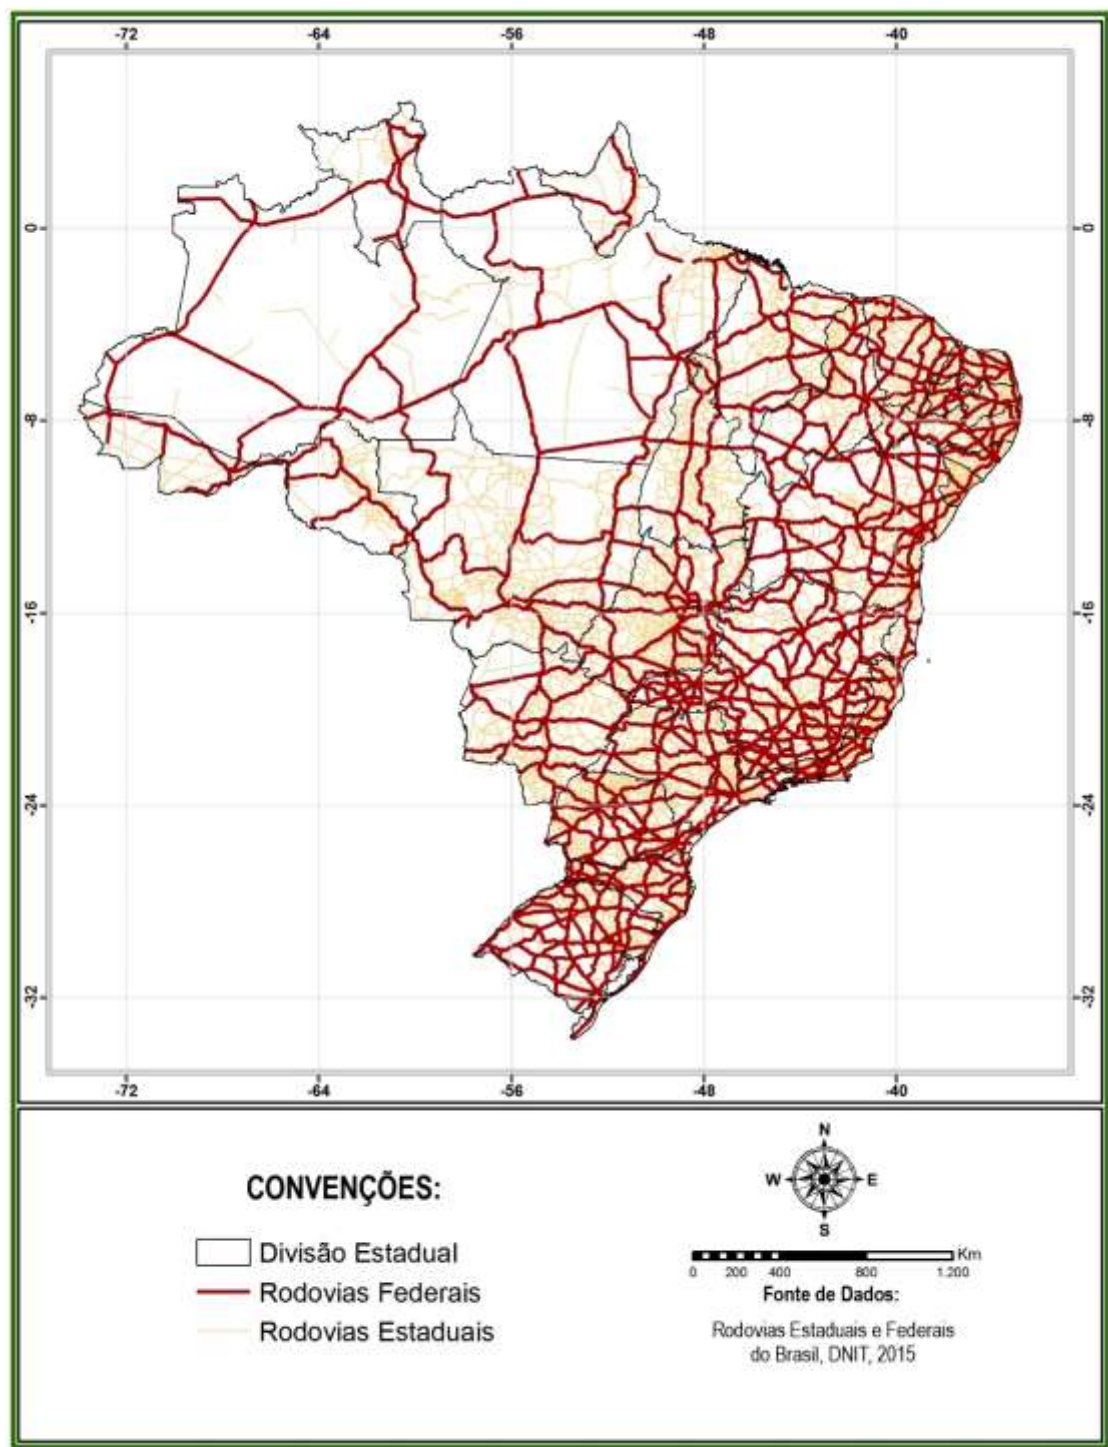 -72 -64 -56 -48 -40
0 0
-8 -8
-16 -16
-24 -24
-32 -32
-72 -64 -56 -48 -40
N
W E
S
CONVENÇÕES:
Divisão Estadual
Rodovias Federais
Rodovias Estaduais
Km
0 200 400 800 1.200
Fonte de Dados:
Rodovias Estaduais e Federais
do Brasil, DNIT, 2015